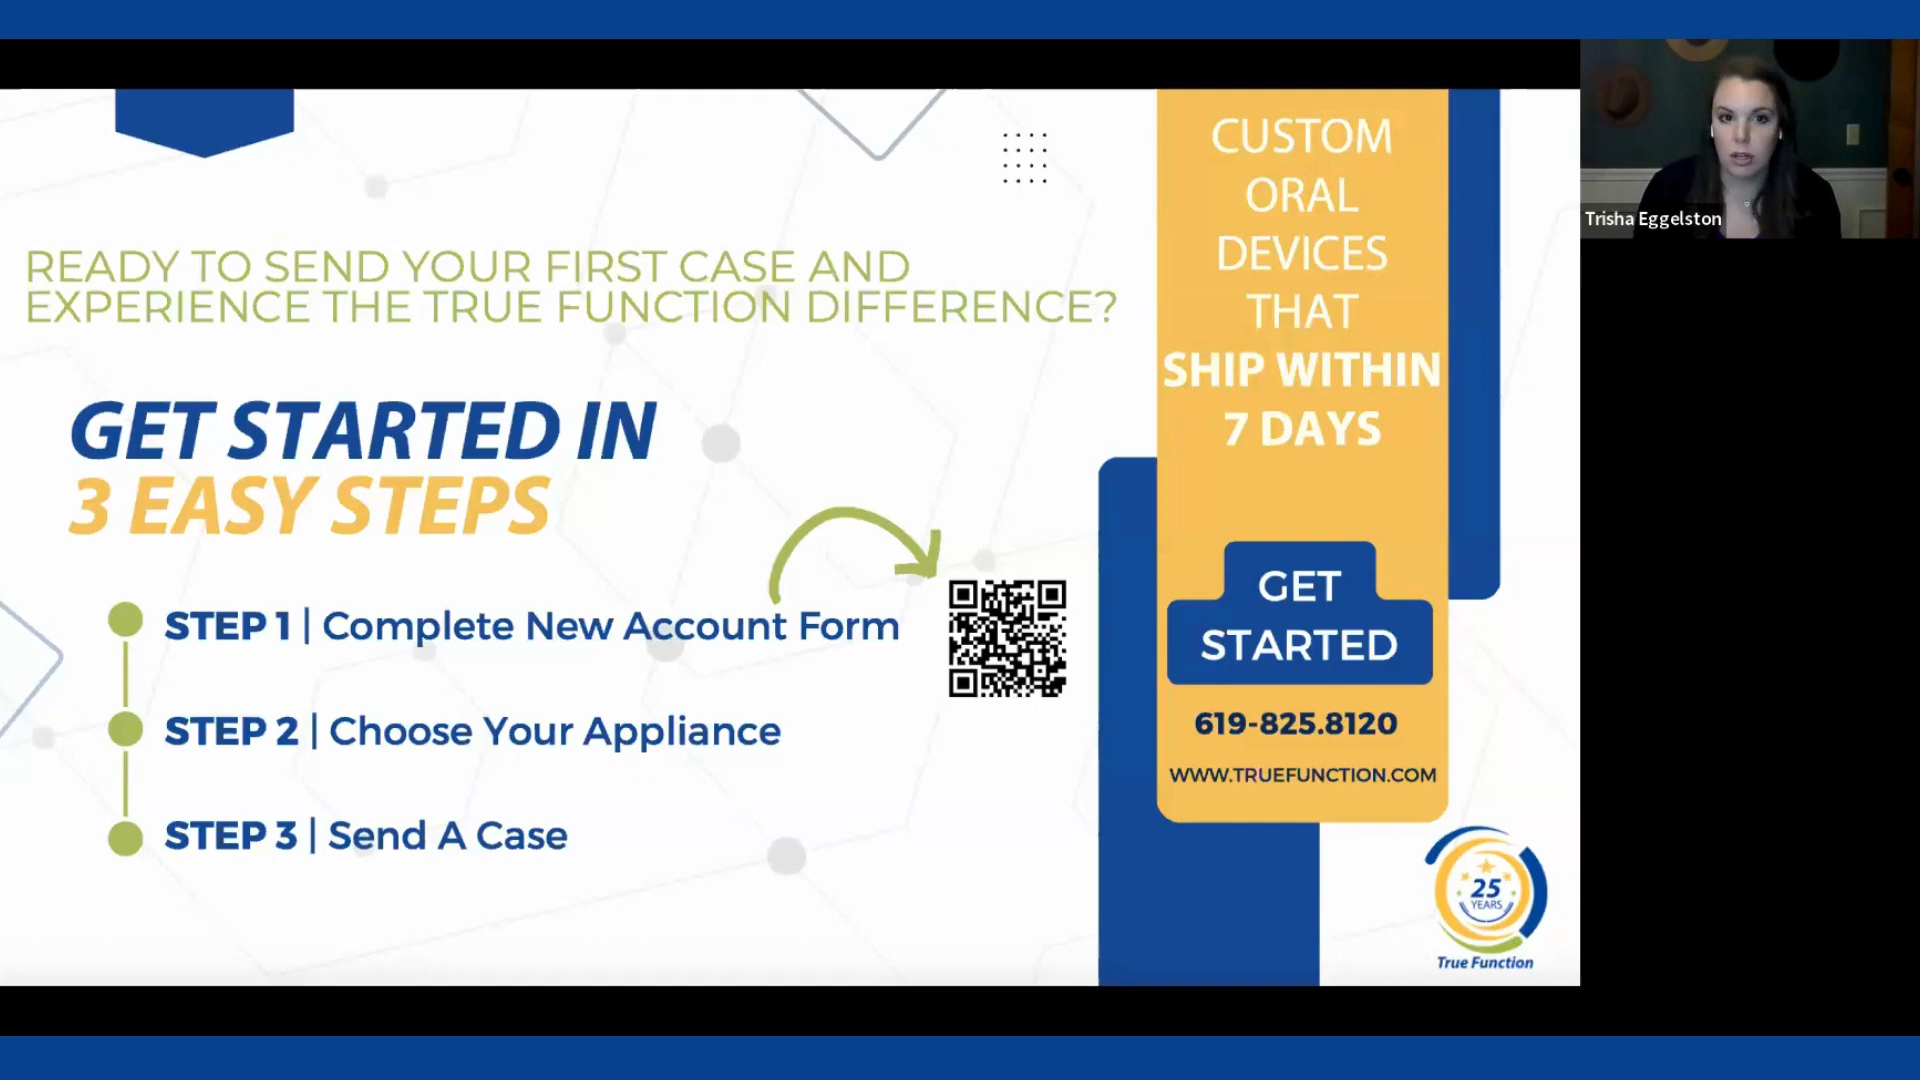 READY TO SEND YOUR FIRST CASE AND
EXPERIENCE THE TRUE FUNCTION DIFFERENCE?
GET STARTED IN
3 EASY STEPS
STEP 1 | Complete New Account Form
STEP 2 | Choose Your Appliance
STEP 3 | Send A Case
CUSTOM
ORAL
DEVICES
THAT
SHIP WITHIN
7 DAYS
GET
STARTED
619-825.8120
WWW.TRUEFUNCTION.COM
25
YEARS
True Function
Trisha Eggelston